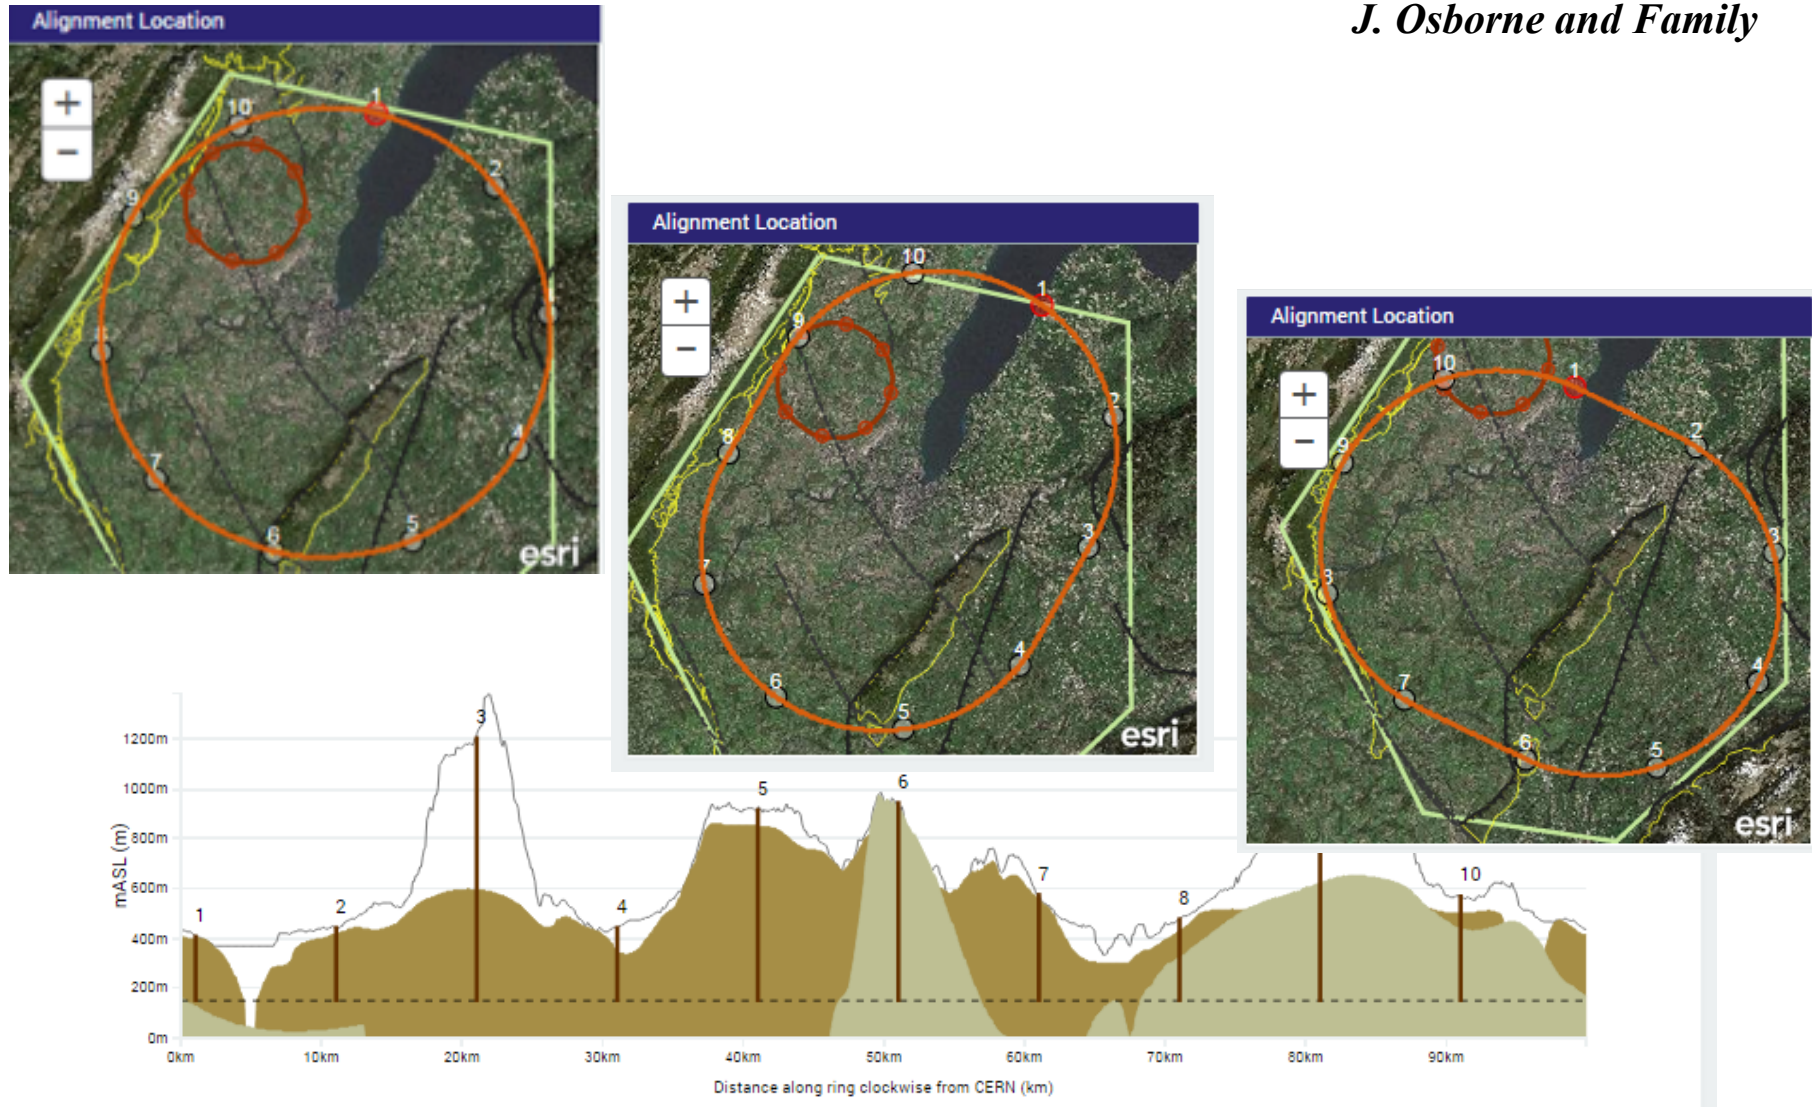 J. Osborne and Family
Alignment Location
+
−
1
2
4
5
6
7
9
10
esri
Alignment Location
+
−
1
2
3
4
5
6
7
8
9
10
esri
Alignment Location
+
−
1
2
3
4
5
6
7
9
10
esri
mASL (m)
1200m
1000m
800m
600m
400m
200m
0m
1
2
3
4
5
6
7
8
10
0km
10km
20km
30km
40km
50km
60km
70km
80km
90km
Distance along ring clockwise from CERN (km)